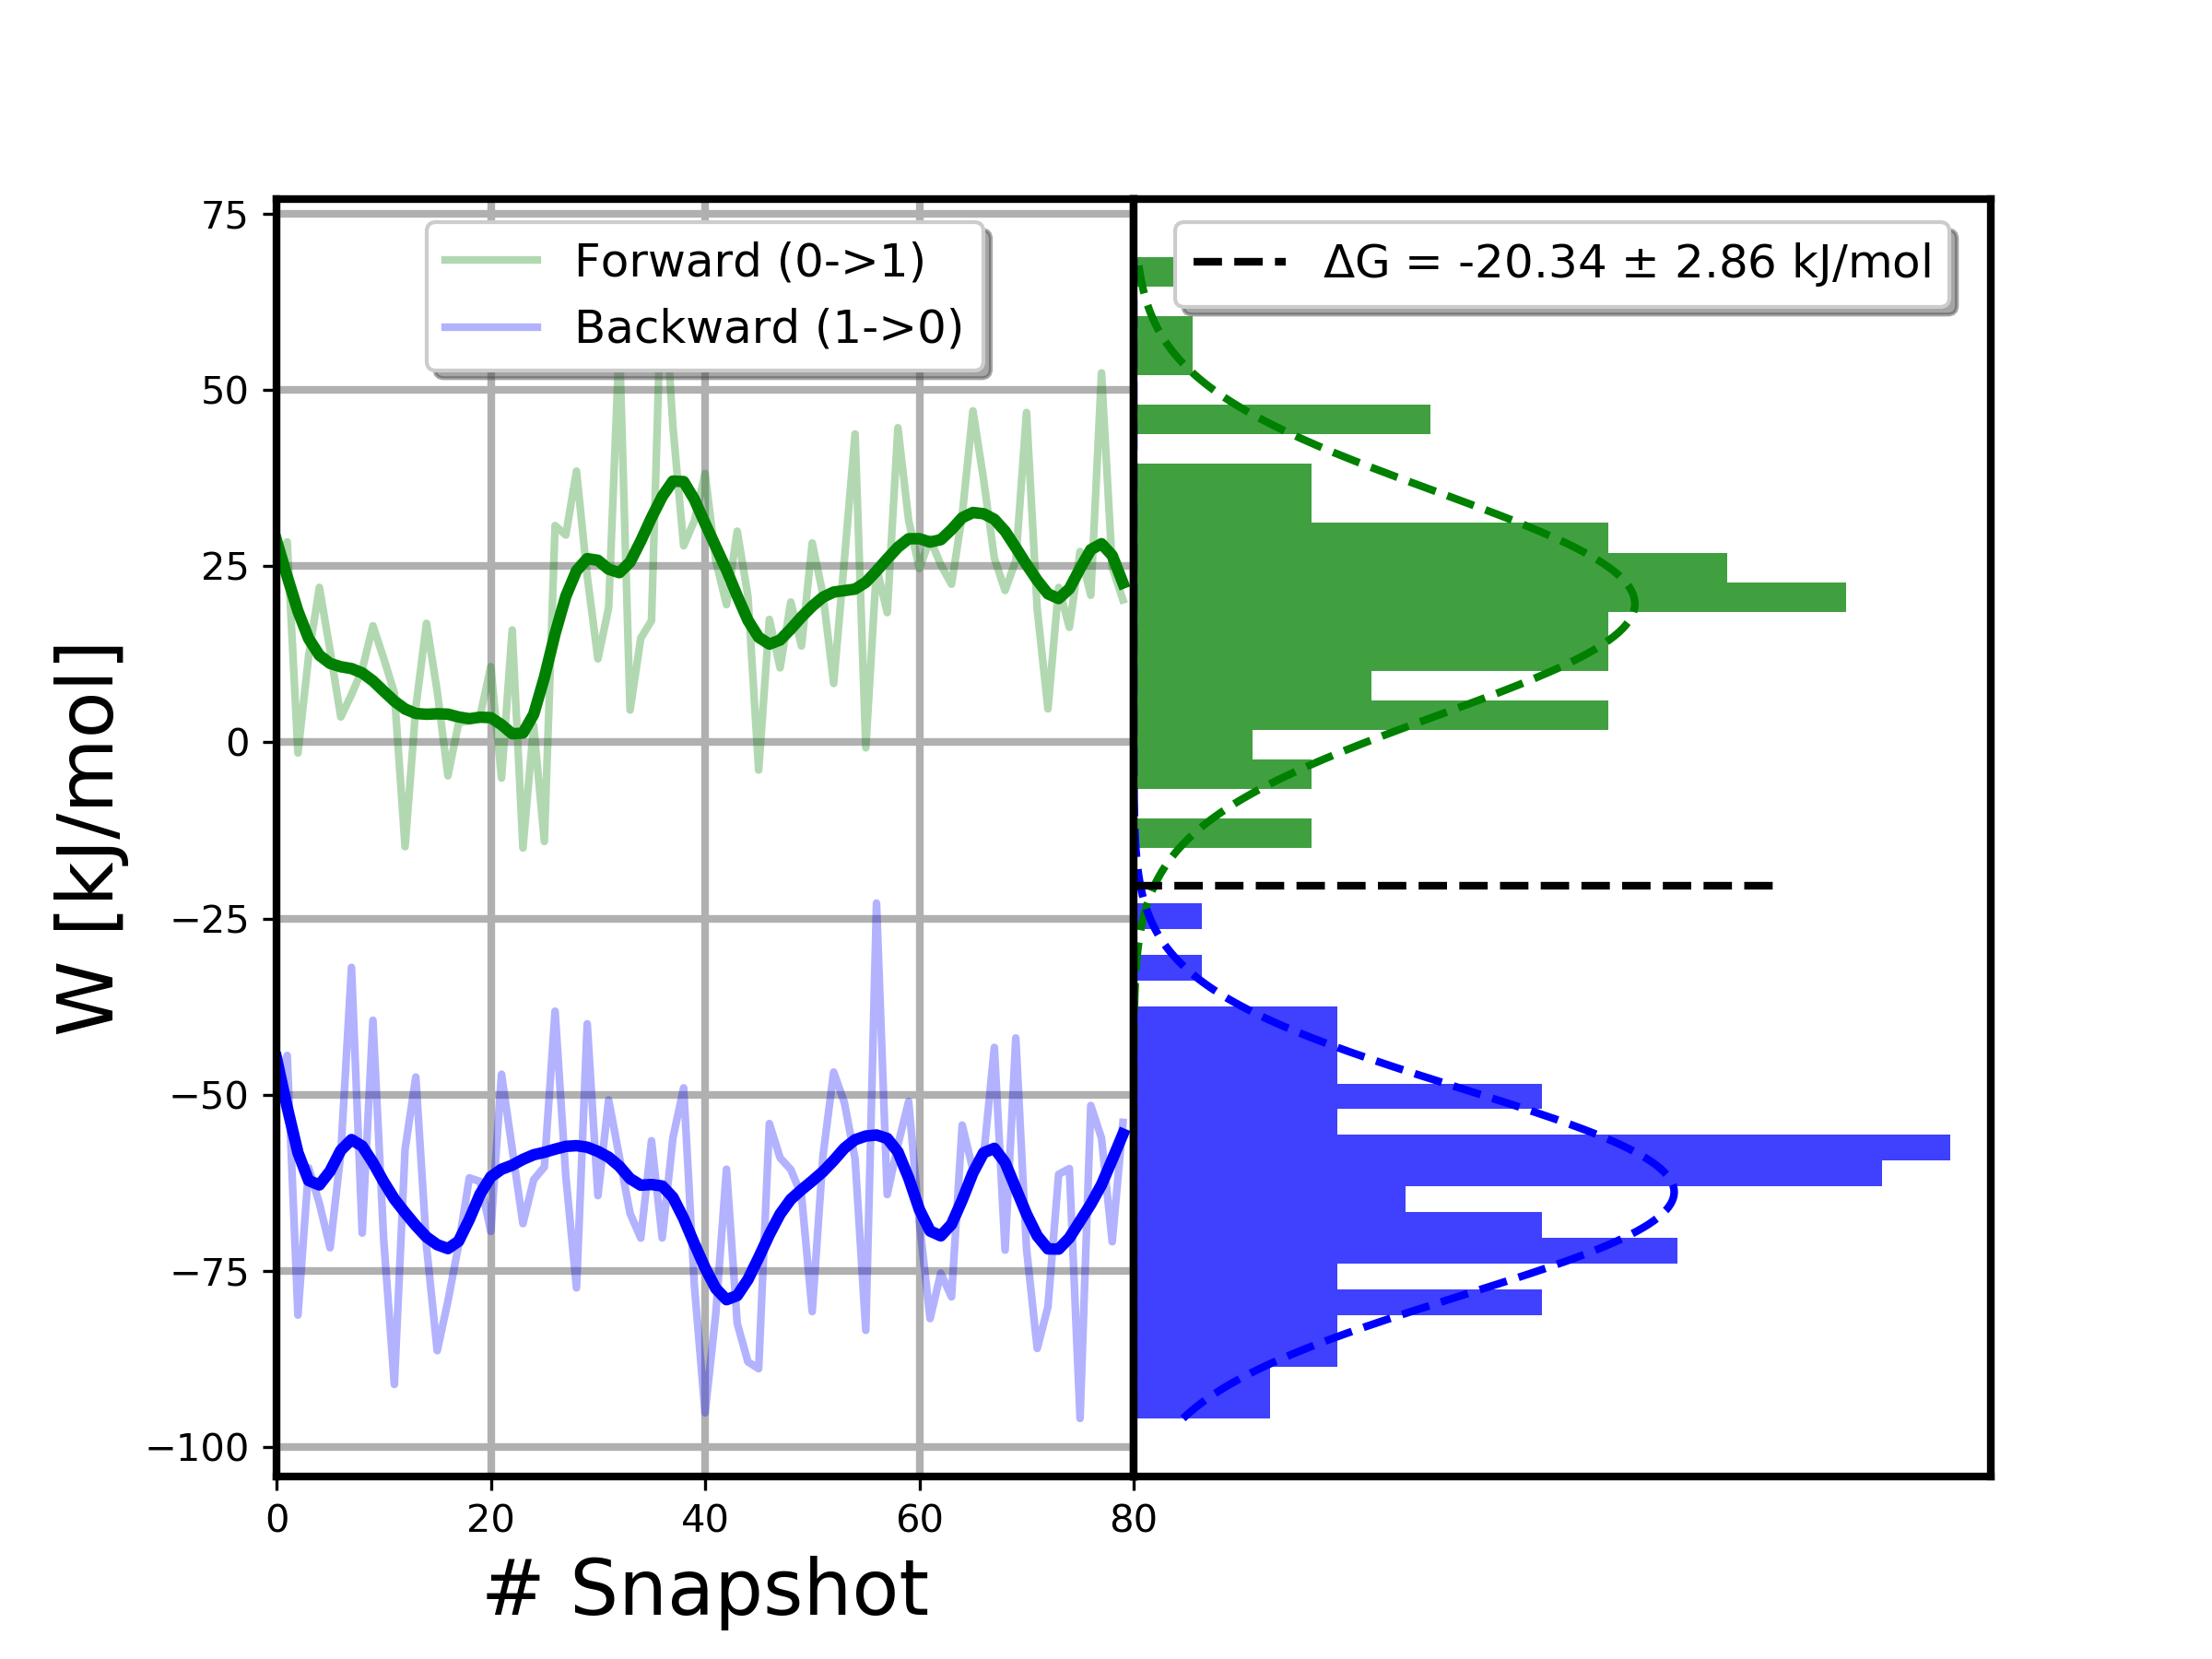 75
50
25
0
−25
−50
−75
−100
W [kJ/mol]
Forward (0->1)
Backward (1->0)
ΔG = -20.34 ± 2.86 kJ/mol
0
20
40
60
80
# Snapshot